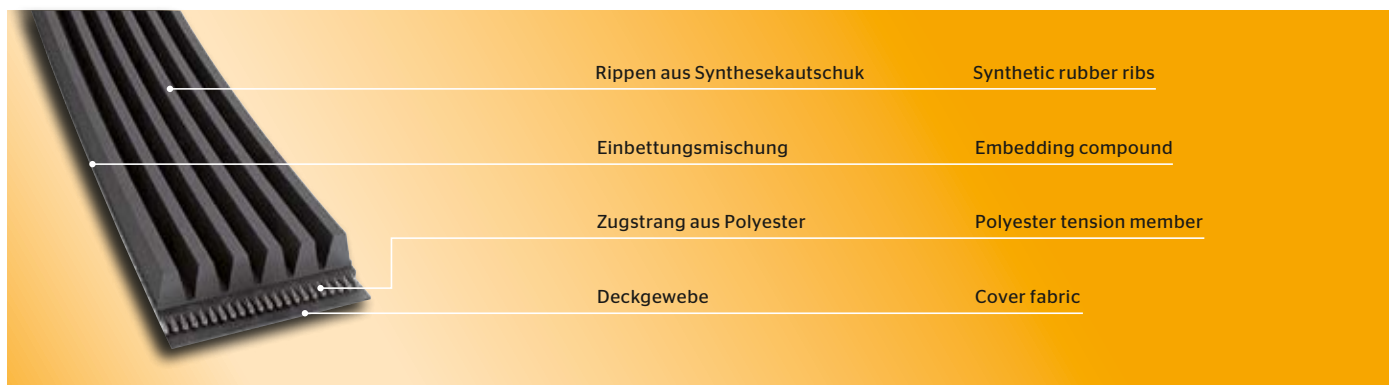 Rippen aus Synthesekautschuk Synthetic rubber ribs
Einbettungsmischung Embedding compound
Zugstrang aus Polyester Polyester tension member
Deckgewebe Cover fabric